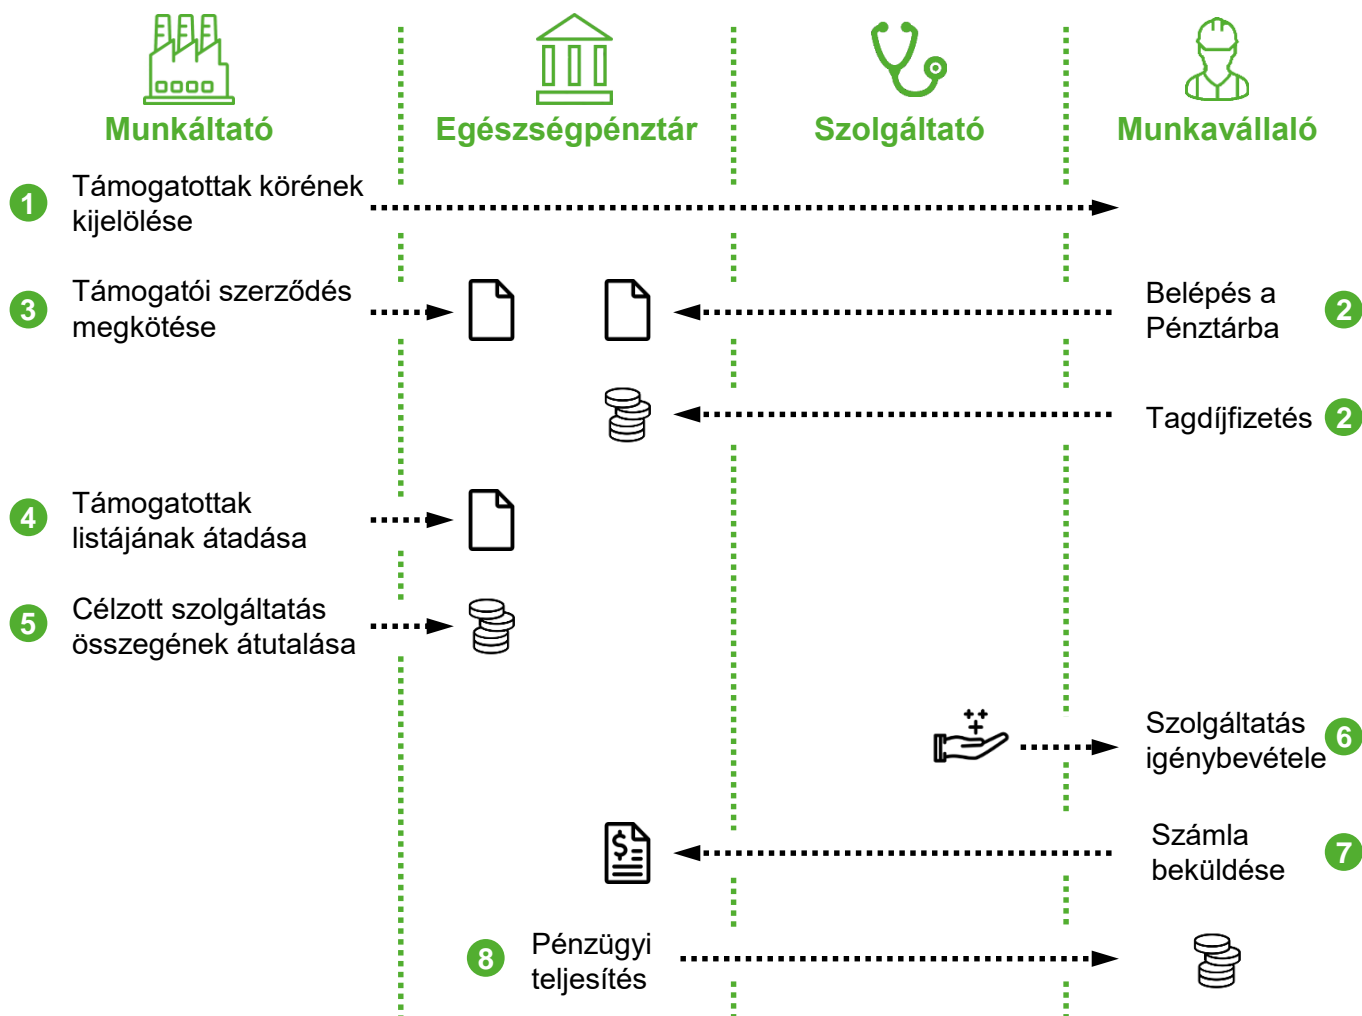 Munkáltató
Egészségpénztár
Szolgáltató
Munkavállaló
1
Támogatottak körének
kijelölése
3
Támogatói szerződés
megkötése
Belépés a
Pénztárba
2
Tagdíjfizetés
2
4
Támogatottak
listájának átadása
5
Célzott szolgáltatás
összegének átutalása
Szolgáltatás
igénybevétele
6
$
Számla
beküldése
7
8
Pénzügyi
teljesítés